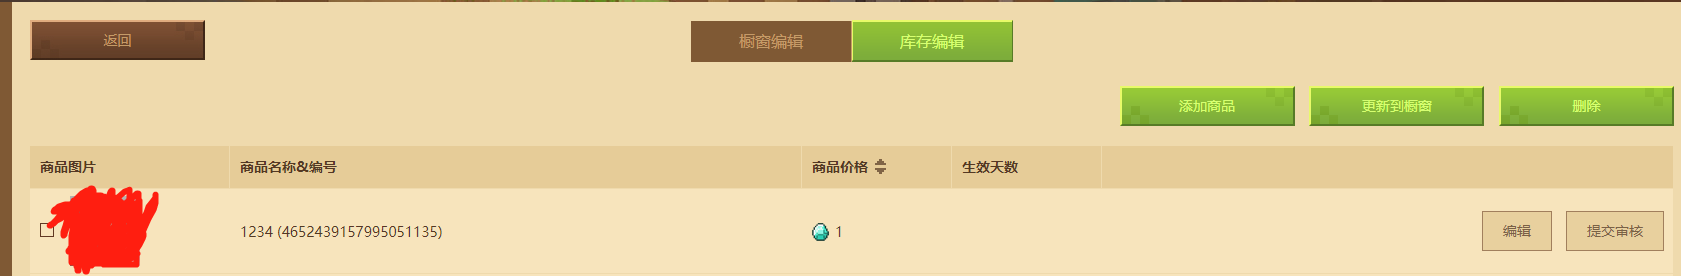 返回
橱窗编辑 库存编辑
添加商品 更新到橱窗 删除
商品图片 商品名称&编号 商品价格 生效天数
1234 (4652439157995051135) 1 编辑 提交审核